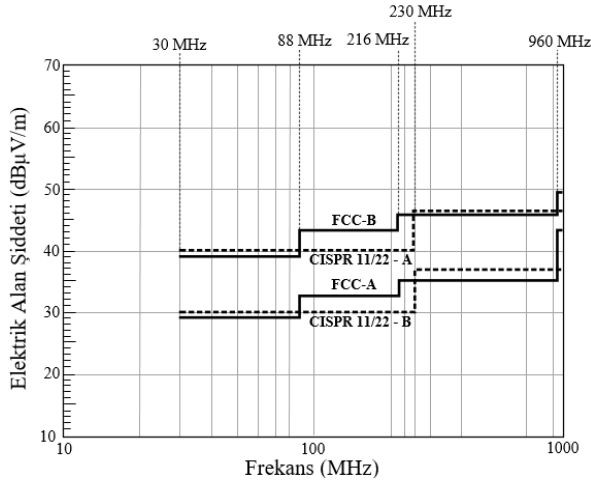 230 MHz
30 MHz
88 MHz
216 MHz
960 MHz
70
60
50
40
30
20
10
Elektrik Alan Şiddeti (dBµV/m)
FCC-B
CISPR 11/22 - A
FCC-A
CISPR 11/22 - B
10
100
1000
Frekans (MHz)